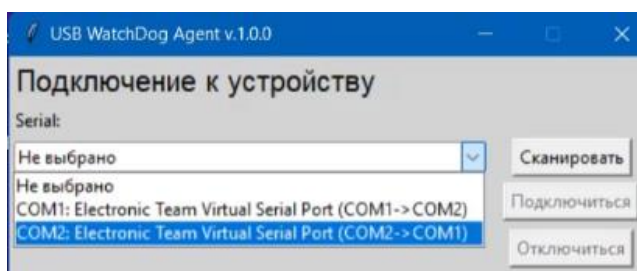 USB WatchDog Agent v.1.0.0
Подключение к устройству
Serial:
Не выбрано
Сканировать
Не выбрано
COM1: Electronic Team Virtual Serial Port (COM1->COM2)
Подключиться
COM2: Electronic Team Virtual Serial Port (COM2->COM1)
Отключиться